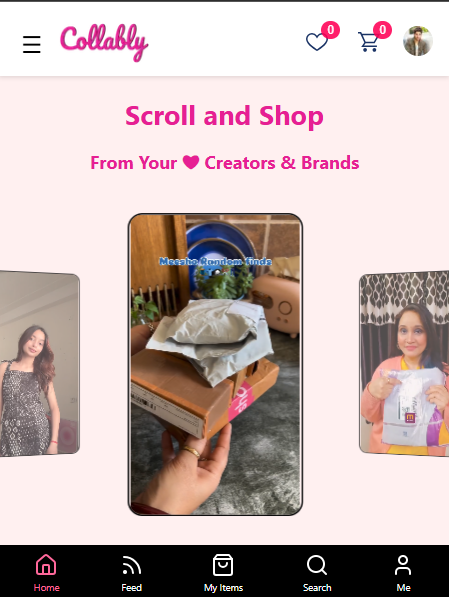 Collably
0
0
Scroll and Shop
From Your ♥ Creators & Brands
Meesho Random finds
Home
Feed
My Items
Search
Me